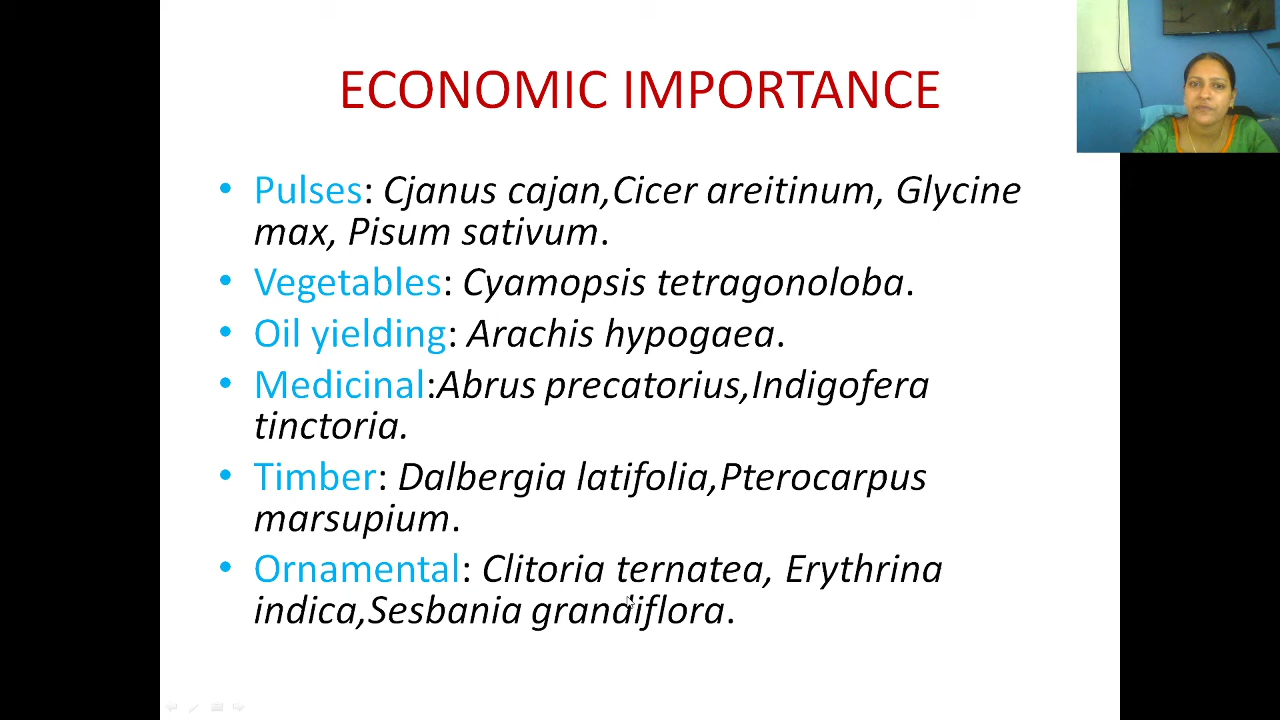 ECONOMIC IMPORTANCE
• Pulses: Cjanus cajan,Cicer areitinum, Glycine
max, Pisum sativum.
• Vegetables: Cyamopsis tetragonoloba.
• Oil yielding: Arachis hypogaea.
• Medicinal:Abrus precatorius,Indigofera
tinctoria.
• Timber: Dalbergia latifolia,Pterocarpus
marsupium.
• Ornamental: Clitoria ternatea, Erythrina
indica,Sesbania grandiflora.